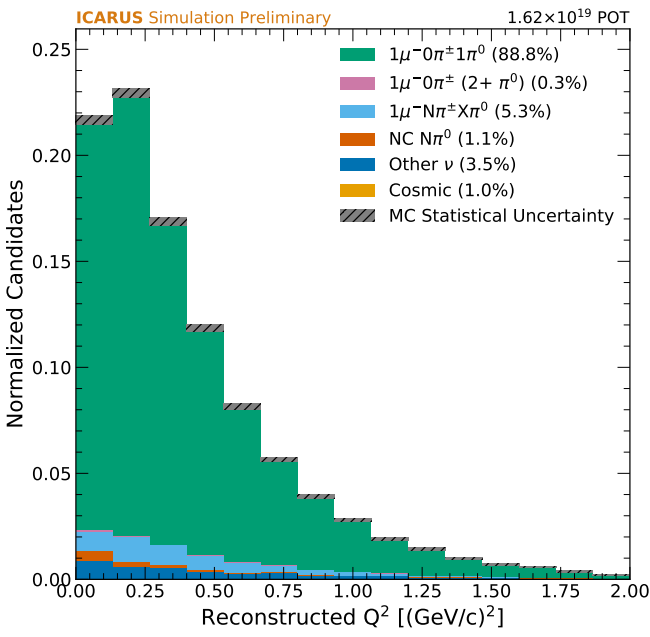 ICARUS Simulation Preliminary
1.62×10¹⁹ POT
1μ⁻0π±1π⁰ (88.8%)
1μ⁻0π± (2+ π⁰) (0.3%)
1μ⁻Nπ±Xπ⁰ (5.3%)
NC Nπ⁰ (1.1%)
Other ν (3.5%)
Cosmic (1.0%)
MC Statistical Uncertainty
Normalized Candidates
0.25
0.20
0.15
0.10
0.05
0.00
0.00 0.25 0.50 0.75 1.00 1.25 1.50 1.75 2.00
Reconstructed Q² [(GeV/c)²]